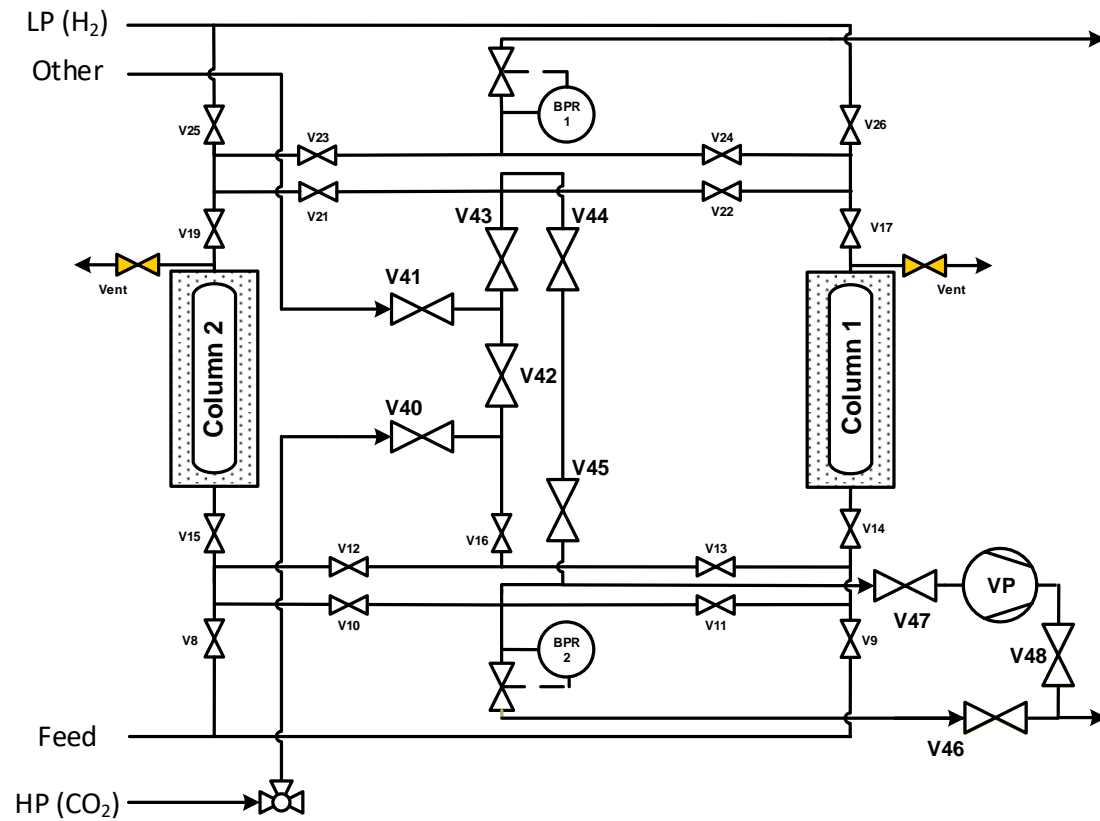 LP (H₂)
Other
BPR
1
V25
V23
V24
V26
V21
V22
V43
V44
V19
V17
Vent
Vent
V41
Column 2
Column 1
V42
V40
V45
V15
V12
V16
V13
V14
VP
V47
V10
V11
V8
V9
BPR
2
V48
Feed
V46
HP (CO₂)